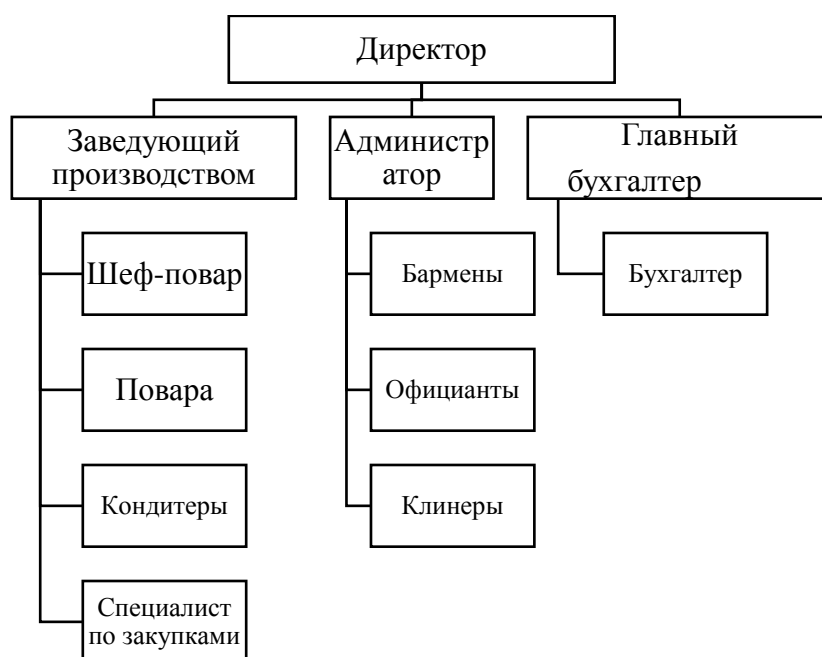 Директор
Заведующий
производством
Администр
атор
Главный
бухгалтер
Шеф-повар
Бармены
Бухгалтер
Повара
Официанты
Кондитеры
Клинеры
Специалист
по закупками